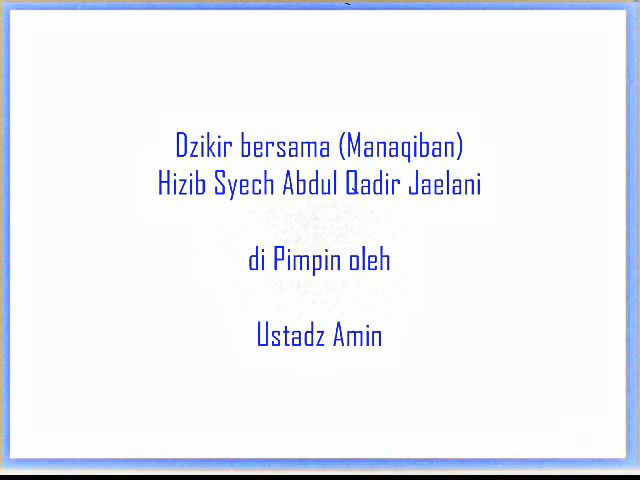 Dzikir bersama (Manaqiban)
Hizib Syech Abdul Qadir Jaelani
di Pimpin oleh
Ustadz Amin